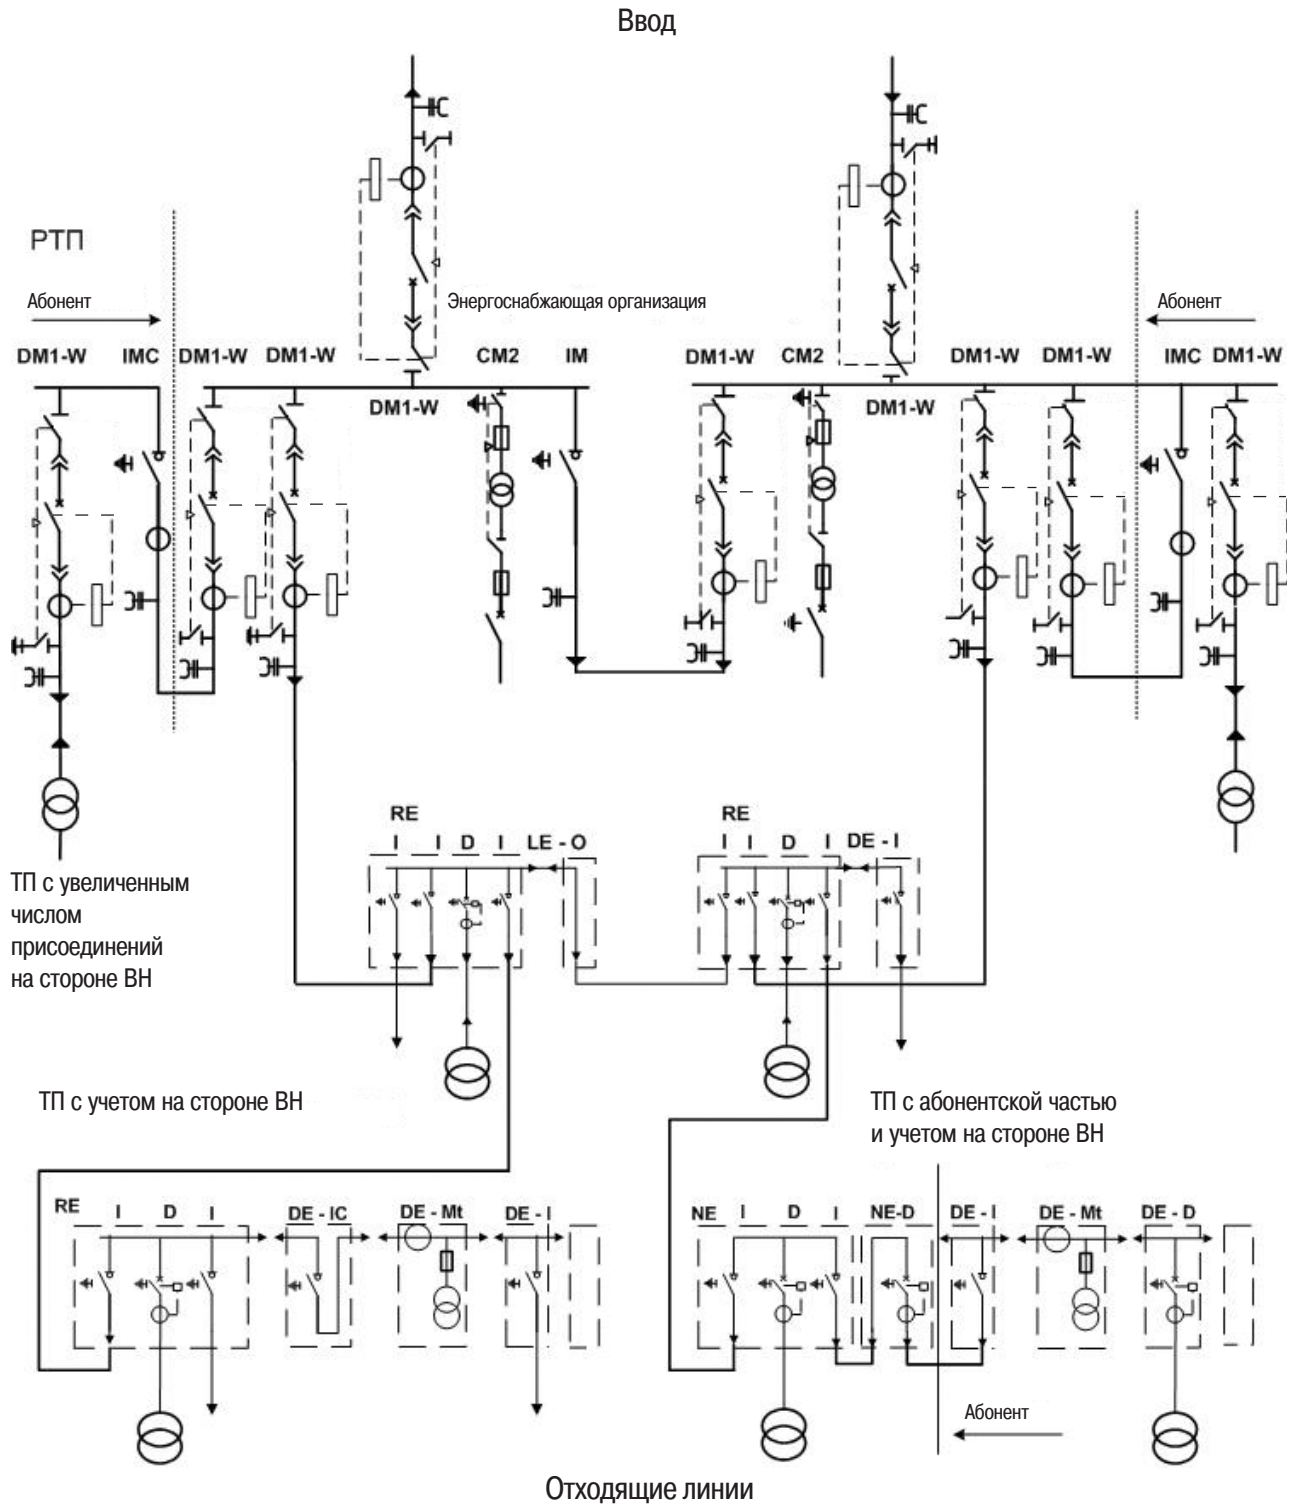 Ввод
РТП
Абонент
Энергоснабжающая организация
Абонент
DM1-W
IMC
DM1-W
DM1-W
CM2
IM
DM1-W
CM2
DM1-W
DM1-W
IMC
DM1-W
DM1-W
DM1-W
RE
I
I
D
I
LE - O
RE
I
I
D
I
DE - I
ТП с увеличенным
числом
присоединений
на стороне ВН
ТП с учетом на стороне ВН
ТП с абонентской частью
и учетом на стороне ВН
RE
I
D
I
DE - IC
DE - Mt
DE - I
NE
I
D
I
NE-D
DE - I
DE - Mt
DE - D
Абонент
Отходящие линии